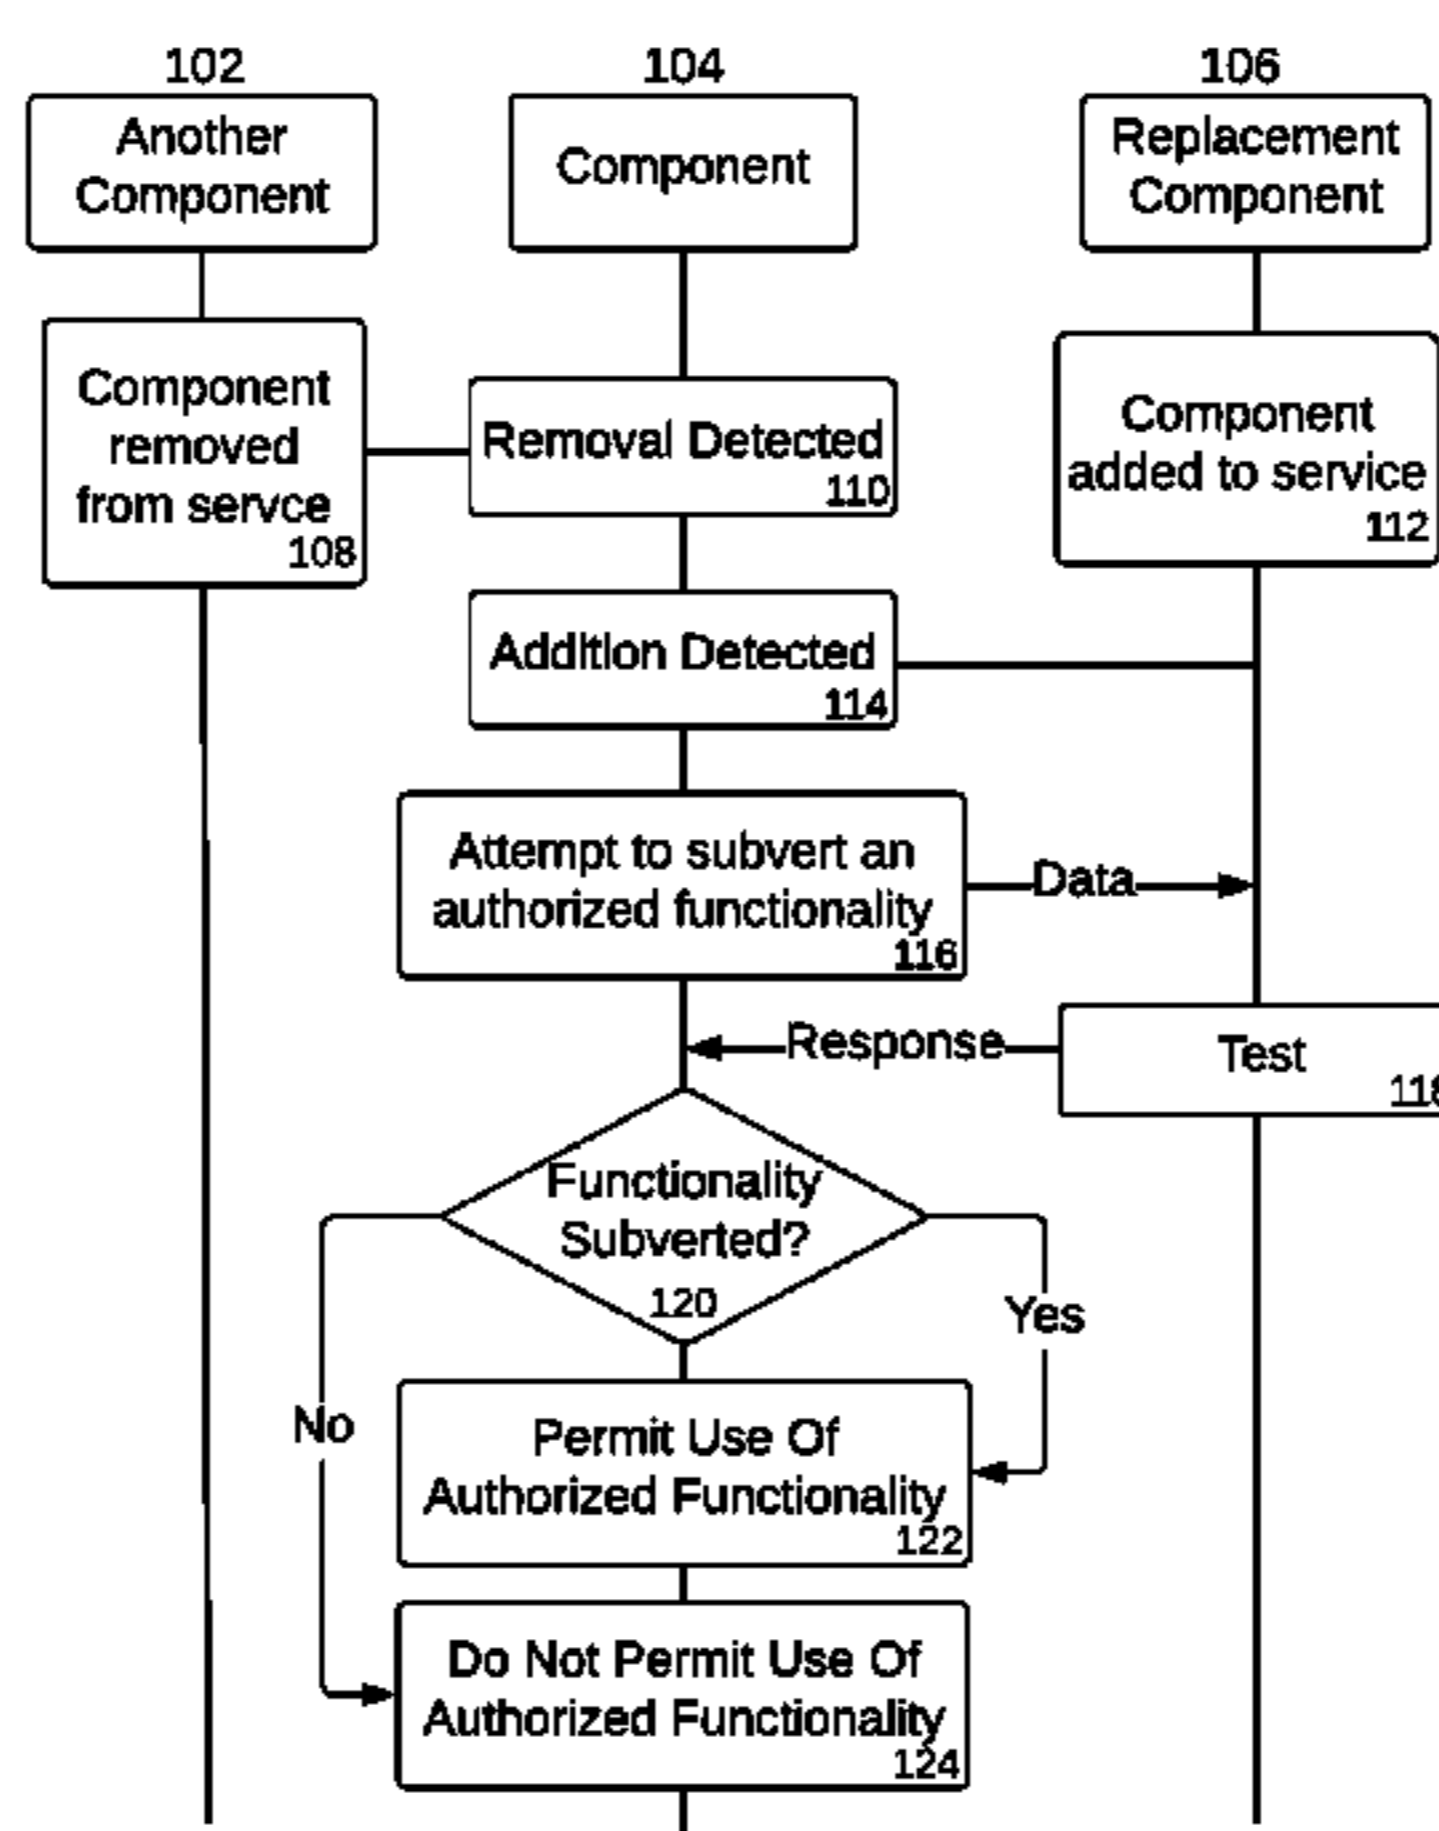 102
Another
Component
104
Component
106
Replacement
Component
Component
removed
from servce
108
Removal Detected
110
Component
added to service
112
Addition Detected
114
Attempt to subvert an
authorized functionality
116
Data
Response
Test
118
Functionality
Subverted?
120
Yes
No
Permit Use Of
Authorized Functionality
122
Do Not Permit Use Of
Authorized Functionality
124